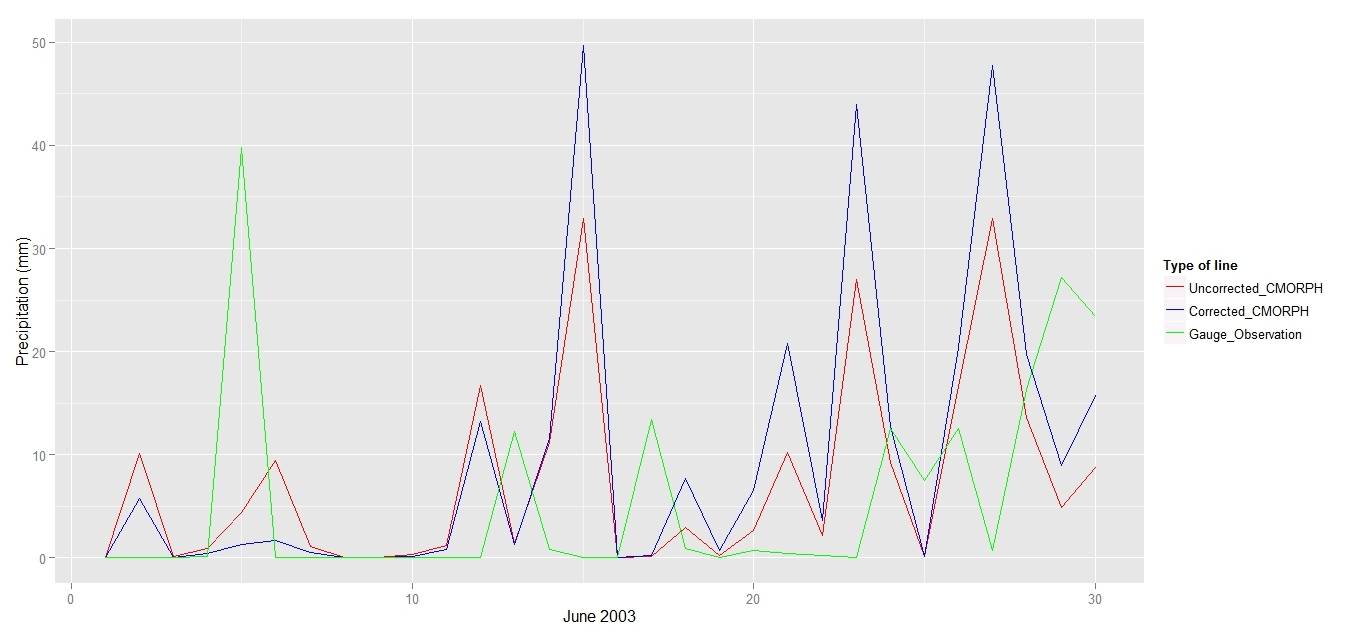 Precipitation (mm)
50
40
30
20
10
0
0 10 20 30
June 2003
Type of line
Uncorrected_CMORPH
Corrected_CMORPH
Gauge_Observation